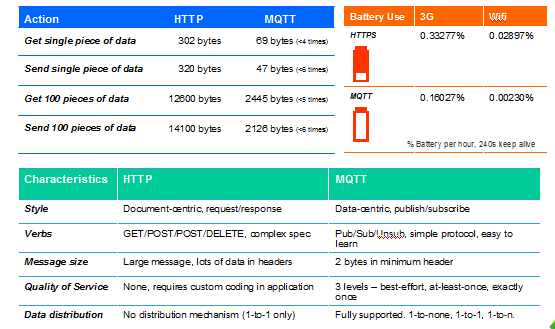 Action HTTP MQTT
Get single piece of data 302 bytes 69 bytes (<4 times)
Send single piece of data 320 bytes 47 bytes (<6 times)
Get 100 pieces of data 12600 bytes 2445 bytes (<5 times)
Send 100 pieces of data 14100 bytes 2126 bytes (<6 times)
Battery Use 3G Wifi
HTTPS 0.33277% 0.02897%
MQTT 0.16027% 0.00230%
% Battery per hour, 240s keep alive
Characteristics HTTP MQTT
Style Document-centric, request/response Data-centric, publish/subscribe
Verbs GET/POST/POST/DELETE, complex spec Pub/Sub/Unsub, simple protocol, easy to
learn
Message size Large message, lots of data in headers 2 bytes in minimum header
Quality of Service None, requires custom coding in application 3 levels – best-effort, at-least-once, exactly
once
Data distribution No distribution mechanism (1-to-1 only) Fully supported. 1-to-none, 1-to-1, 1-to-n.